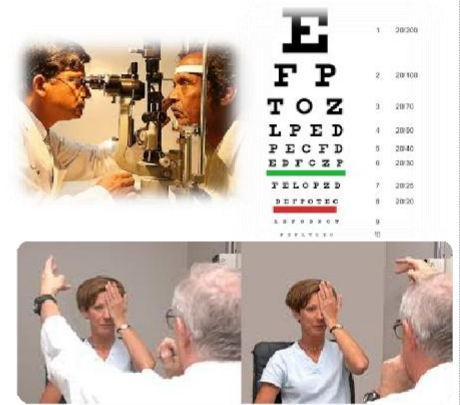 E 1 20/200
F P 2 20/100
T O Z 3 20/70
L P E D 4 20/50
P E C F D 5 20/40
E D F C Z P 6 20/30
F E L O P Z D 7 20/25
D E F P O T E C 8 20/20
9
10